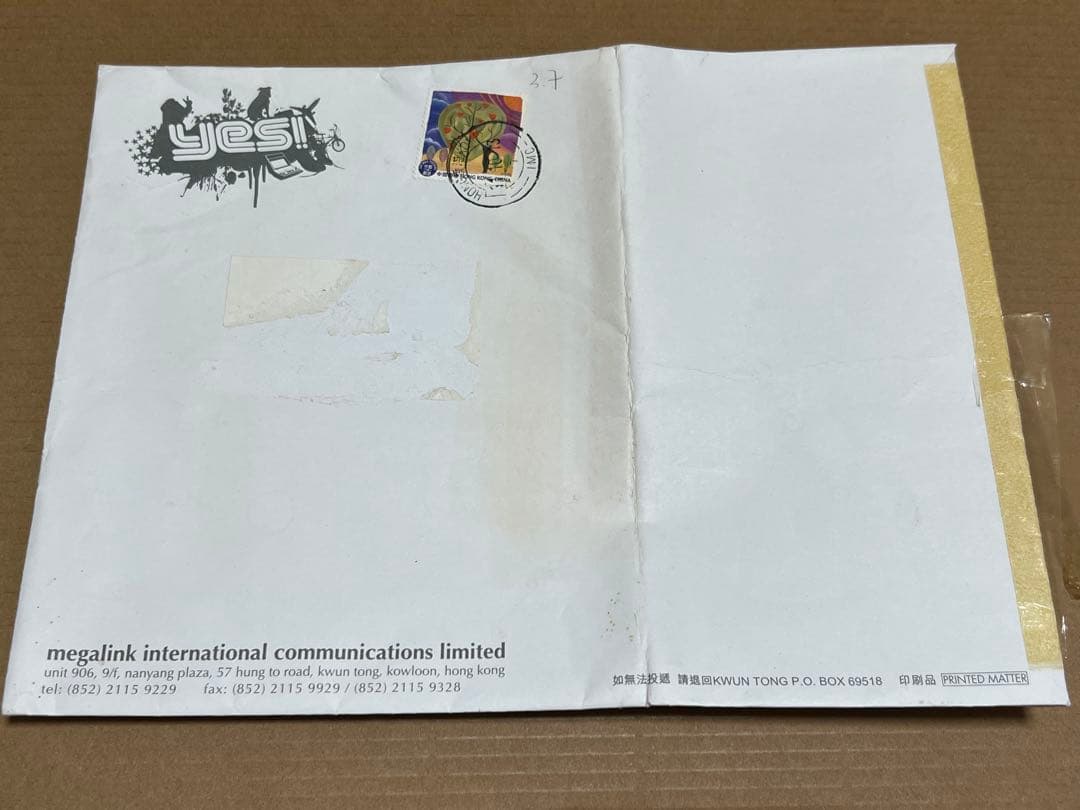 3.7
yes!
HONG KONG, CHINA
IMC
megalink international communications limited
unit 906, 9/f, nanyang plaza, 57 hung to road, kwun tong, kowloon, hong kong
tel: (852) 2115 9229 fax: (852) 2115 9929 / (852) 2115 9328
如無法投遞 請退回KWUN TONG P.O. BOX 69518 印刷品 PRINTED MATTER